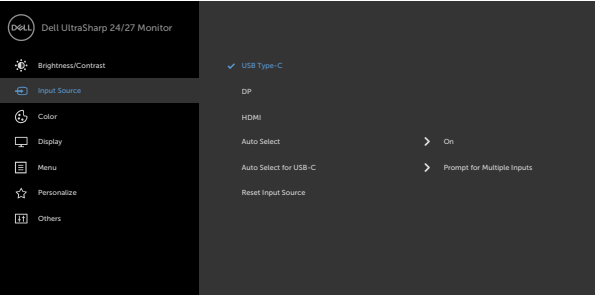 DELL Dell UltraSharp 24/27 Monitor
Brightness/Contrast USB Type-C
Input Source DP
Color HDMI
Display Auto Select On
Menu Auto Select for USB-C Prompt for Multiple Inputs
Personalize Reset Input Source
Others